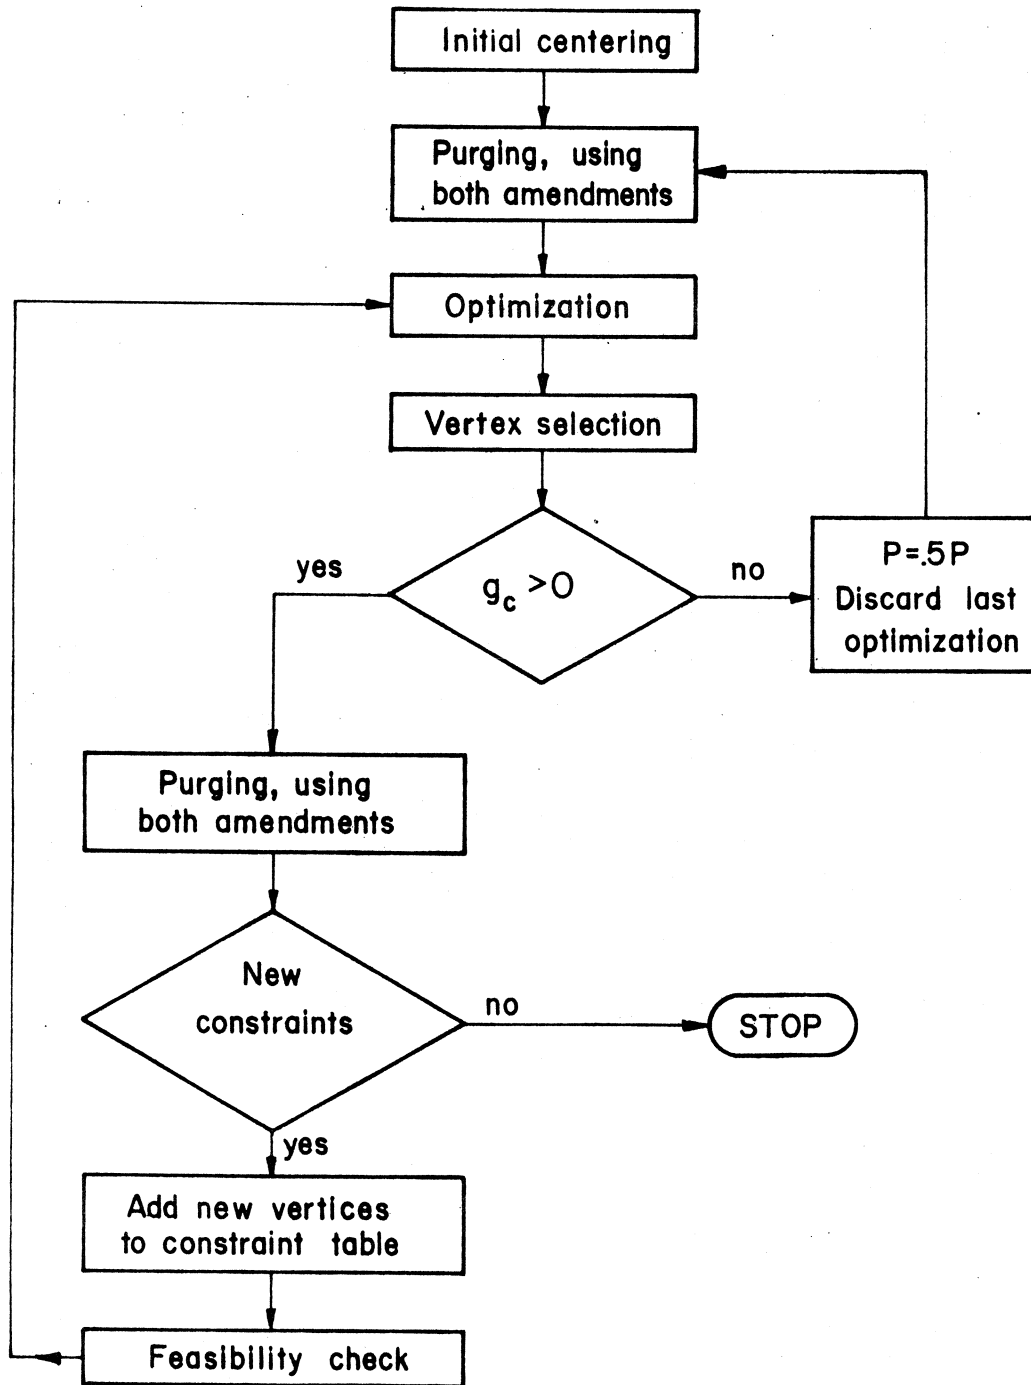 Initial centering
Purging, using
both amendments
Optimization
Vertex selection
yes
g_c > 0
no
P=.5P
Discard last
optimization
Purging, using
both amendments
New
constraints
no
STOP
yes
Add new vertices
to constraint table
Feasibility check